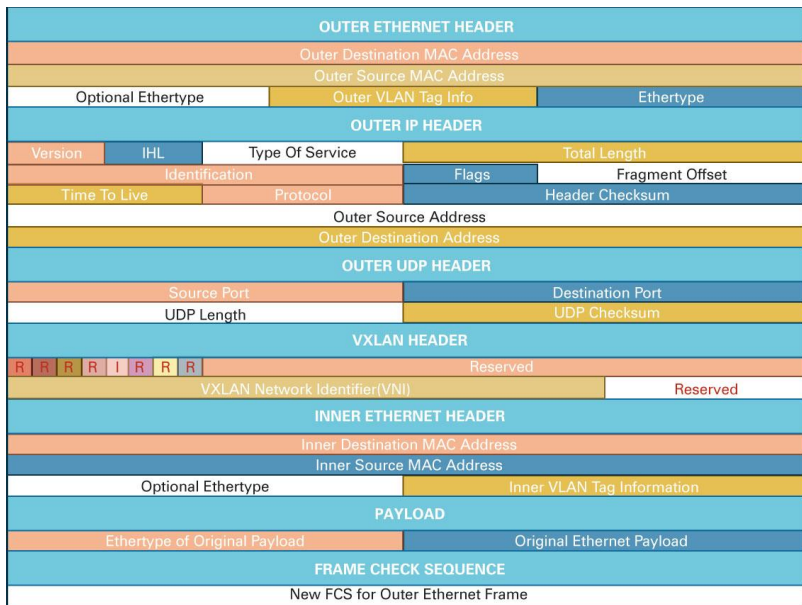 OUTER ETHERNET HEADER
Outer Destination MAC Address
Outer Source MAC Address
Optional Ethertype Outer VLAN Tag Info Ethertype
OUTER IP HEADER
Version IHL Type Of Service Total Length
Identification Flags Fragment Offset
Time To Live Protocol Header Checksum
Outer Source Address
Outer Destination Address
OUTER UDP HEADER
Source Port Destination Port
UDP Length UDP Checksum
VXLAN HEADER
R R R R I R R R Reserved
VXLAN Network Identifier(VNI) Reserved
INNER ETHERNET HEADER
Inner Destination MAC Address
Inner Source MAC Address
Optional Ethertype Inner VLAN Tag Information
PAYLOAD
Ethertype of Original Payload Original Ethernet Payload
FRAME CHECK SEQUENCE
New FCS for Outer Ethernet Frame